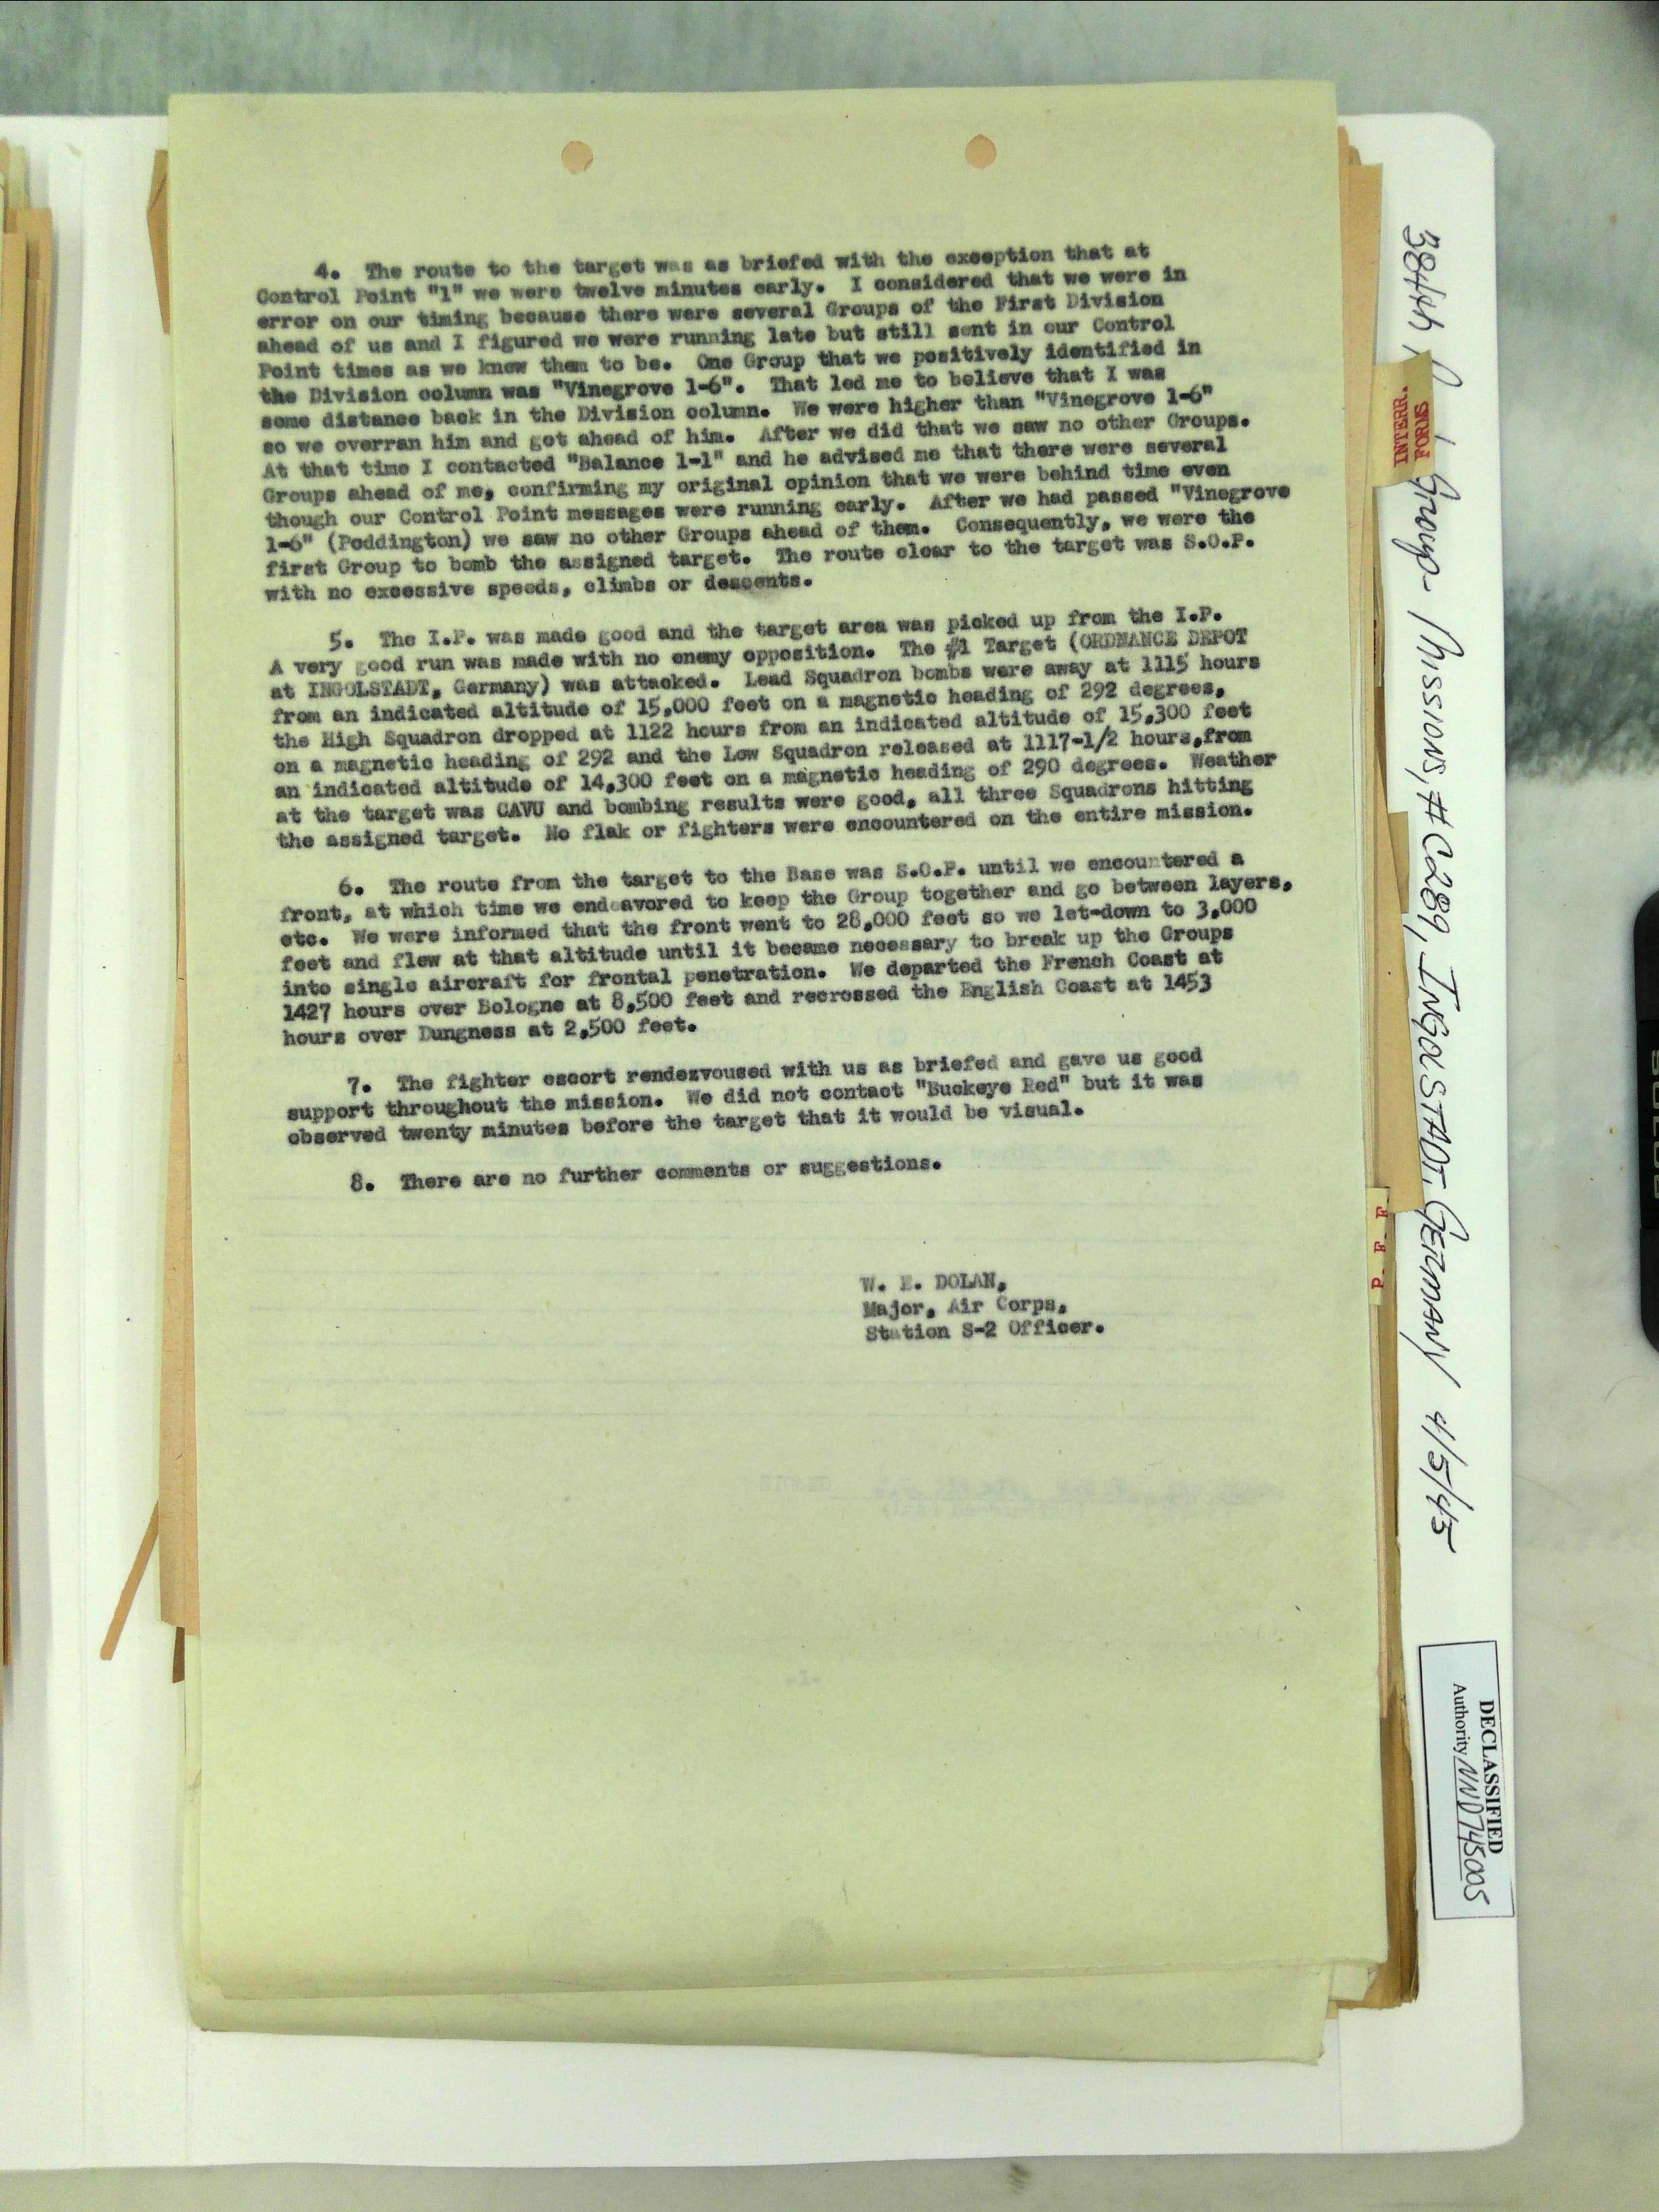 4. The route to the target was as briefed with the exception that at
Control Point "1" we were twelve minutes early. I considered that we were in
error on our timing because there were several Groups of the First Division
ahead of us and I figured we were running late but still sent in our Control
Point times as we knew them to be. One Group that we positively identified in
the Division column was "Vinegrove 1-6". That led me to believe that I was
some distance back in the Division column. We were higher than "Vinegrove 1-6"
so we overran him and got ahead of him. After we did that we saw no other Groups.
At that time I contacted "Balance 1-1" and he advised me that there were several
Groups ahead of me, confirming my original opinion that we were behind time even
though our Control Point messages were running early. After we had passed "Vinegrove
1-6" (Poddington) we saw no other Groups ahead of them. Consequently, we were the
first Group to bomb the assigned target. The route clear to the target was S.O.P.
with no excessive speeds, climbs or descents.
5. The I.P. was made good and the target area was picked up from the I.P.
A very good run was made with no enemy opposition. The #1 Target (ORDNANCE DEPOT
at INGOLSTADT, Germany) was attacked. Lead Squadron bombs were away at 1115 hours
from an indicated altitude of 15,000 feet on a magnetic heading of 292 degrees,
the High Squadron dropped at 1122 hours from an indicated altitude of 15,300 feet
on a magnetic heading of 292 and the Low Squadron released at 1117-1/2 hours,from
an indicated altitude of 14,300 feet on a magnetic heading of 290 degrees. Weather
at the target was CAVU and bombing results were good, all three Squadrons hitting
the assigned target. No flak or fighters were encountered on the entire mission.
6. The route from the target to the Base was S.O.P. until we encountered a
front, at which time we endeavored to keep the Group together and go between layers,
etc. We were informed that the front went to 28,000 feet so we let-down to 3,000
feet and flew at that altitude until it became necessary to break up the Groups
into single aircraft for frontal penetration. We departed the French Coast at
1427 hours over Bologne at 8,500 feet and recrossed the English Coast at 1453
hours over Dungness at 2,500 feet.
7. The fighter escort rendezvoused with us as briefed and gave us good
support throughout the mission. We did not contact "Buckeye Red" but it was
observed twenty minutes before the target that it would be visual.
8. There are no further comments or suggestions.
W. E. DOLAN,
Major, Air Corps,
Station S-2 Officer.
-1-
INTERR.
FORMS
P. F. F.
384th Group- Missions, # 289, INGOLSTADT, GERMANY 4/5/45
DECLASSIFIED
Authority NND745005